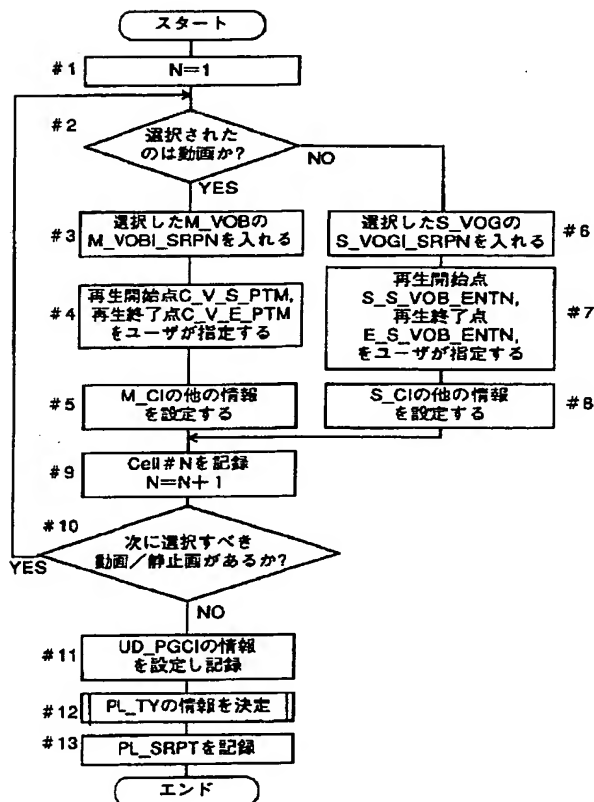 スタート
#1
N=1
#2
選択された
のは動画か?
NO
YES
#3
選択したM_VOBの
M_VOBI_SRPNを入れる
選択したS_VOGの
S_VOGI_SRPNを入れる
#6
#4
再生開始点C_V_S_PTM,
再生終了点C_V_E_PTM
をユーザが指定する
再生開始点
S_S_VOB_ENTN,
再生終了点
E_S_VOB_ENTN,
をユーザが指定する
#7
#5
M_CIの他の情報
を設定する
S_CIの他の情報
を設定する
#8
#9
Cell#Nを記録
N=N+1
#10
次に選択すべき
動画/静止画があるか?
YES
NO
#11
UD_PGCIの情報
を設定し記録
#12
PL_TYの情報を決定
#13
PL_SRPTを記録
エンド